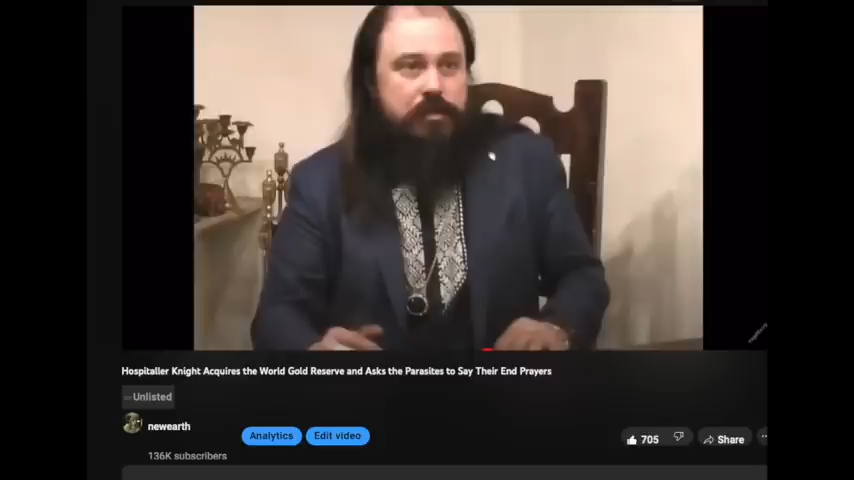 Hospitaller Knight Acquires the World Gold Reserve and Asks the Parasites to Say Their End Prayers
Unlisted
newearth
Analytics
Edit video
705
Share
136K subscribers